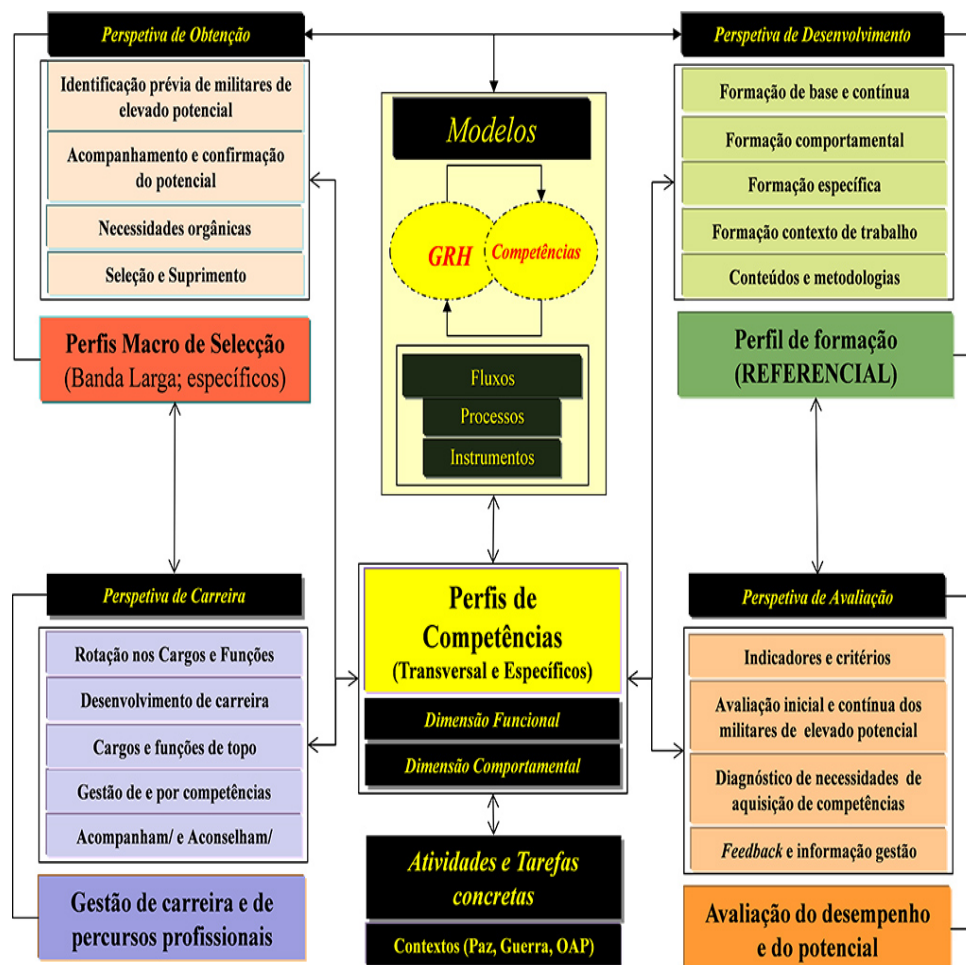 Perspetiva de Obtenção
Identificação prévia de militares de
elevado potencial
Acompanhamento e confirmação
do potencial
Necessidades orgânicas
Seleção e Suprimento
Perfis Macro de Selecção
(Banda Larga; específicos)
Modelos
GRH
Competências
Fluxos
Processos
Instrumentos
Perspetiva de Desenvolvimento
Formação de base e contínua
Formação comportamental
Formação específica
Formação contexto de trabalho
Conteúdos e metodologias
Perfil de formação
(REFERENCIAL)
Perspetiva de Carreira
Rotação nos Cargos e Funções
Desenvolvimento de carreira
Cargos e funções de topo
Gestão de e por competências
Acompanham/ e Aconselham/
Gestão de carreira e de
percursos profissionais
Perfis de
Competências
(Transversal e Específicos)
Dimensão Funcional
Dimensão Comportamental
Atividades e Tarefas
concretas
Contextos (Paz, Guerra, OAP)
Perspetiva de Avaliação
Indicadores e critérios
Avaliação inicial e contínua dos
militares de elevado potencial
Diagnóstico de necessidades de
aquisição de competências
Feedback e informação gestão
Avaliação do desempenho
e do potencial